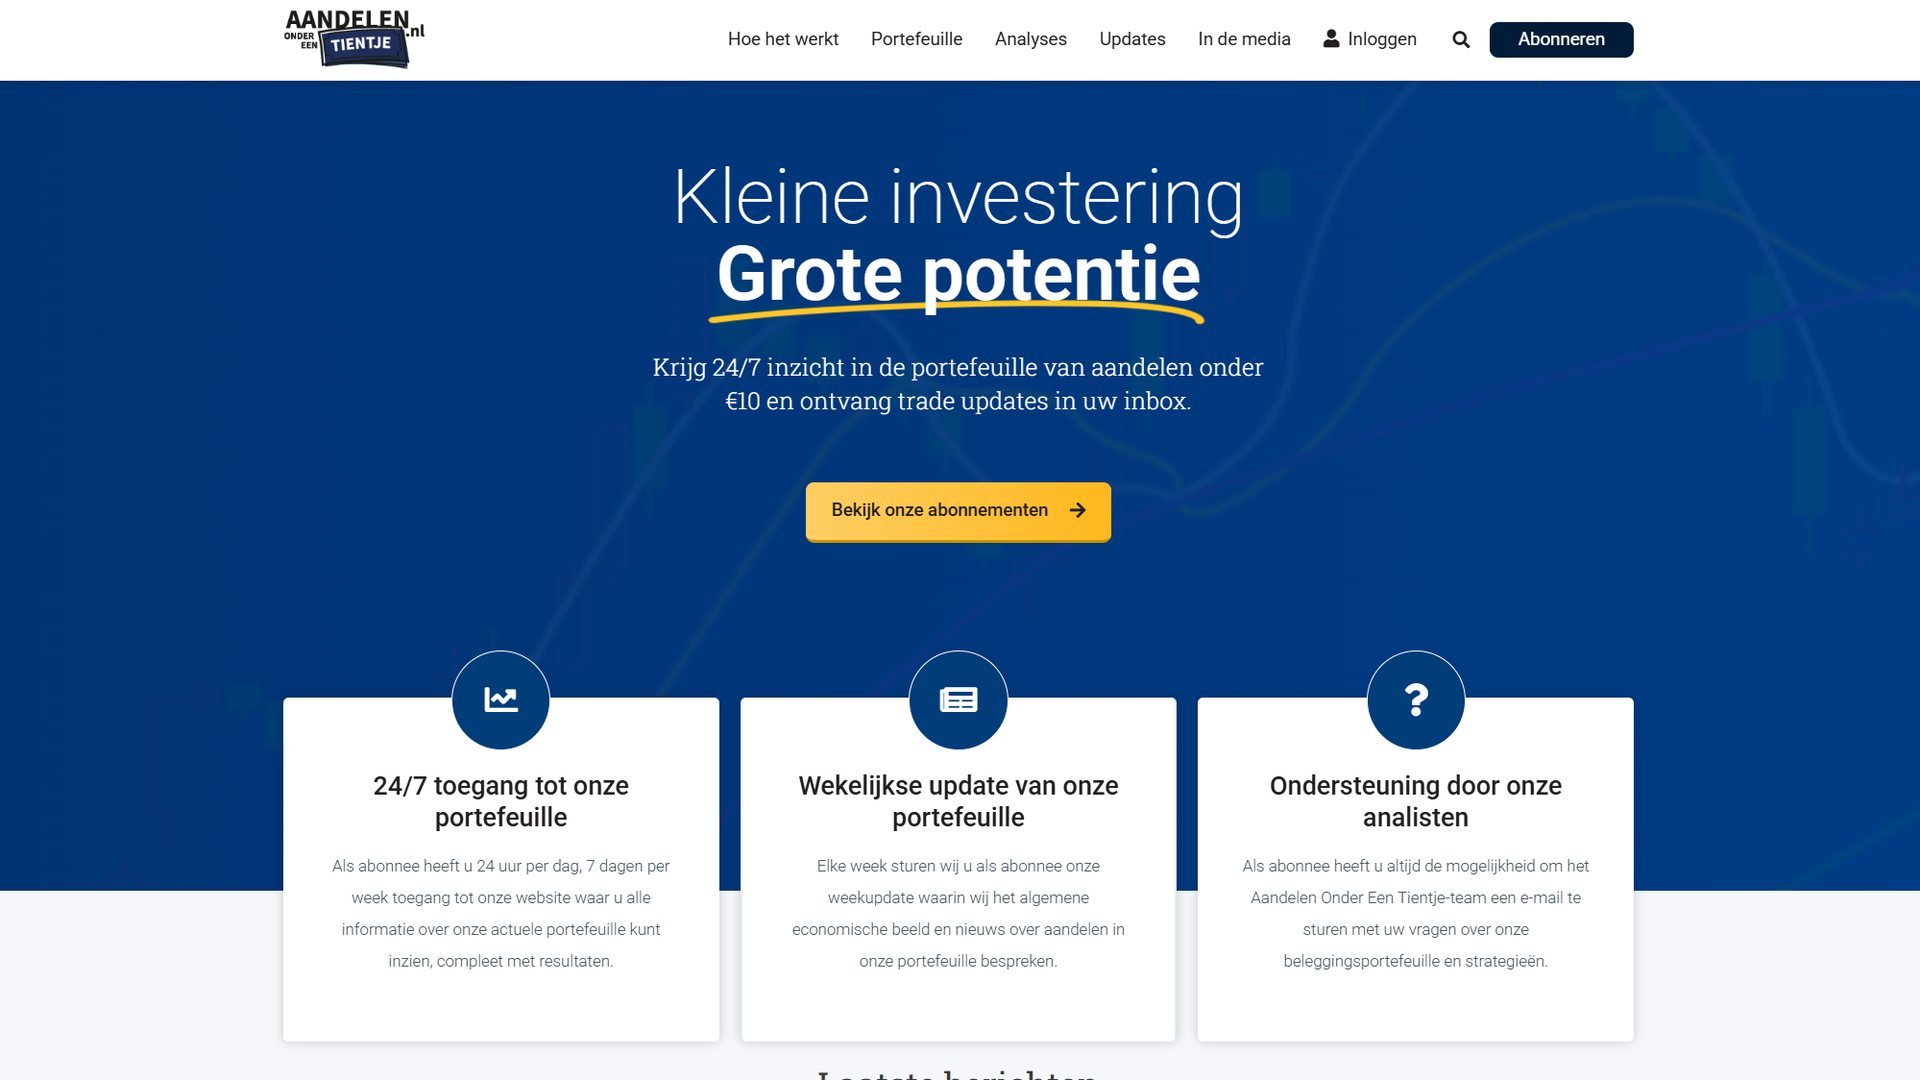 AANDELEN
ONDER
EEN
TIENTJE
.nl
Hoe het werkt
Portefeuille
Analyses
Updates
In de media
Inloggen
Abonneren
Kleine investering
Grote potentie
Krijg 24/7 inzicht in de portefeuille van aandelen onder
€10 en ontvang trade updates in uw inbox.
Bekijk onze abonnementen
24/7 toegang tot onze
portefeuille
Als abonnee heeft u 24 uur per dag, 7 dagen per
week toegang tot onze website waar u alle
informatie over onze actuele portefeuille kunt
inzien, compleet met resultaten.
Wekelijkse update van onze
portefeuille
Elke week sturen wij u als abonnee onze
weekupdate waarin wij het algemene
economische beeld en nieuws over aandelen in
onze portefeuille bespreken.
Ondersteuning door onze
analisten
Als abonnee heeft u altijd de mogelijkheid om het
Aandelen Onder Een Tientje-team een e-mail te
sturen met uw vragen over onze
beleggingsportefeuille en strategieën.
Laatste berichten